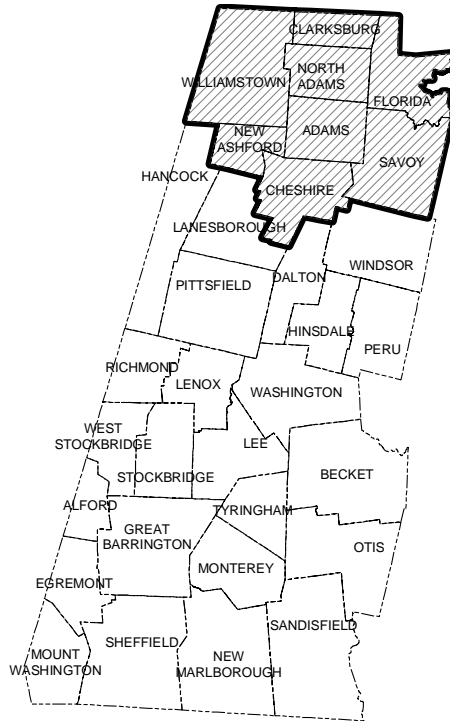 CLARKSBURG
NORTH
ADAMS
WILLIAMSTOWN
FLORIDA
NEW
ASHFORD
ADAMS
SAVOY
HANCOCK
CHESHIRE
LANESBOROUGH
WINDSOR
DALTON
PITTSFIELD
HINSDALE
PERU
RICHMOND
LENOX
WASHINGTON
WEST
STOCKBRIDGE
LEE
STOCKBRIDGE
BECKET
ALFORD
TYRINGHAM
GREAT
BARRINGTON
OTIS
MONTEREY
EGREMONT
SANDISFIELD
SHEFFIELD
MOUNT
WASHINGTON
NEW
MARLBOROUGH